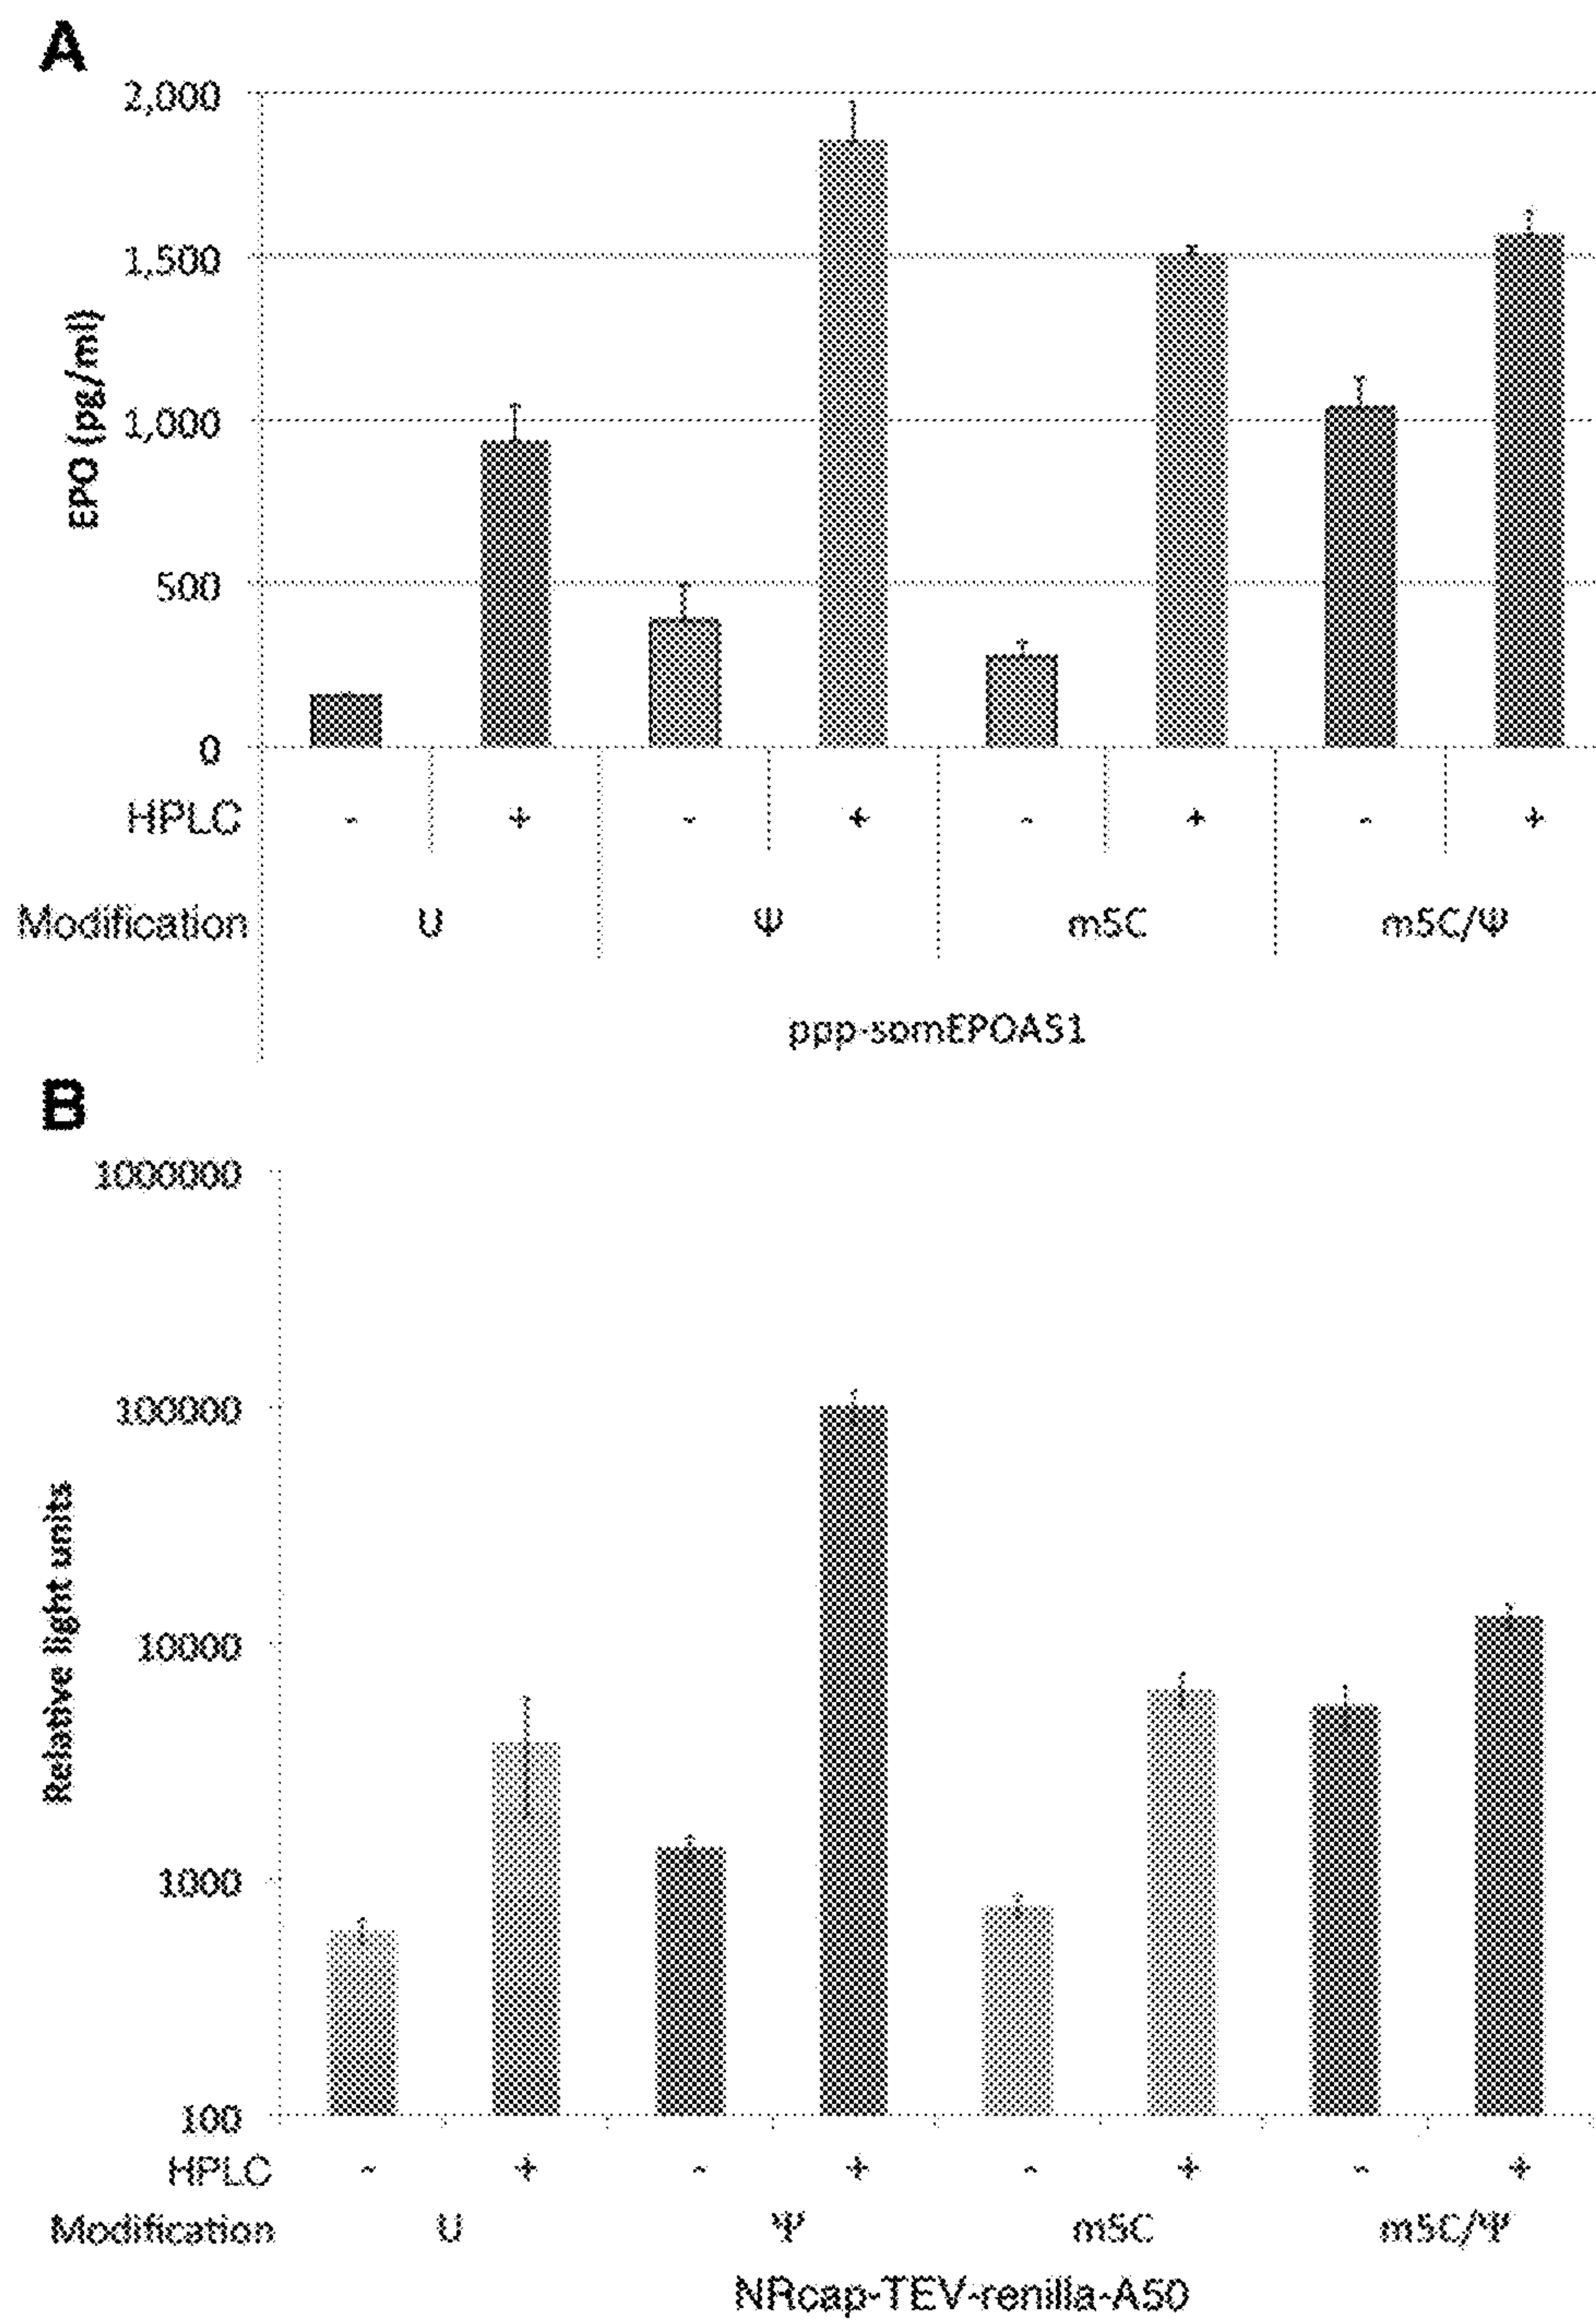 A
2,000
1,500
1,000
500
0
EPO (pg/ml)
HPLC - + - + - + - +
Modification U Ψ m5C m5C/Ψ
ppp-somEPOAS1
B
1000000
100000
10000
1000
100
Relative light units
HPLC - + - + - + - +
Modification U Ψ m5C m5C/Ψ
NRcap-TEV-renilla-A50